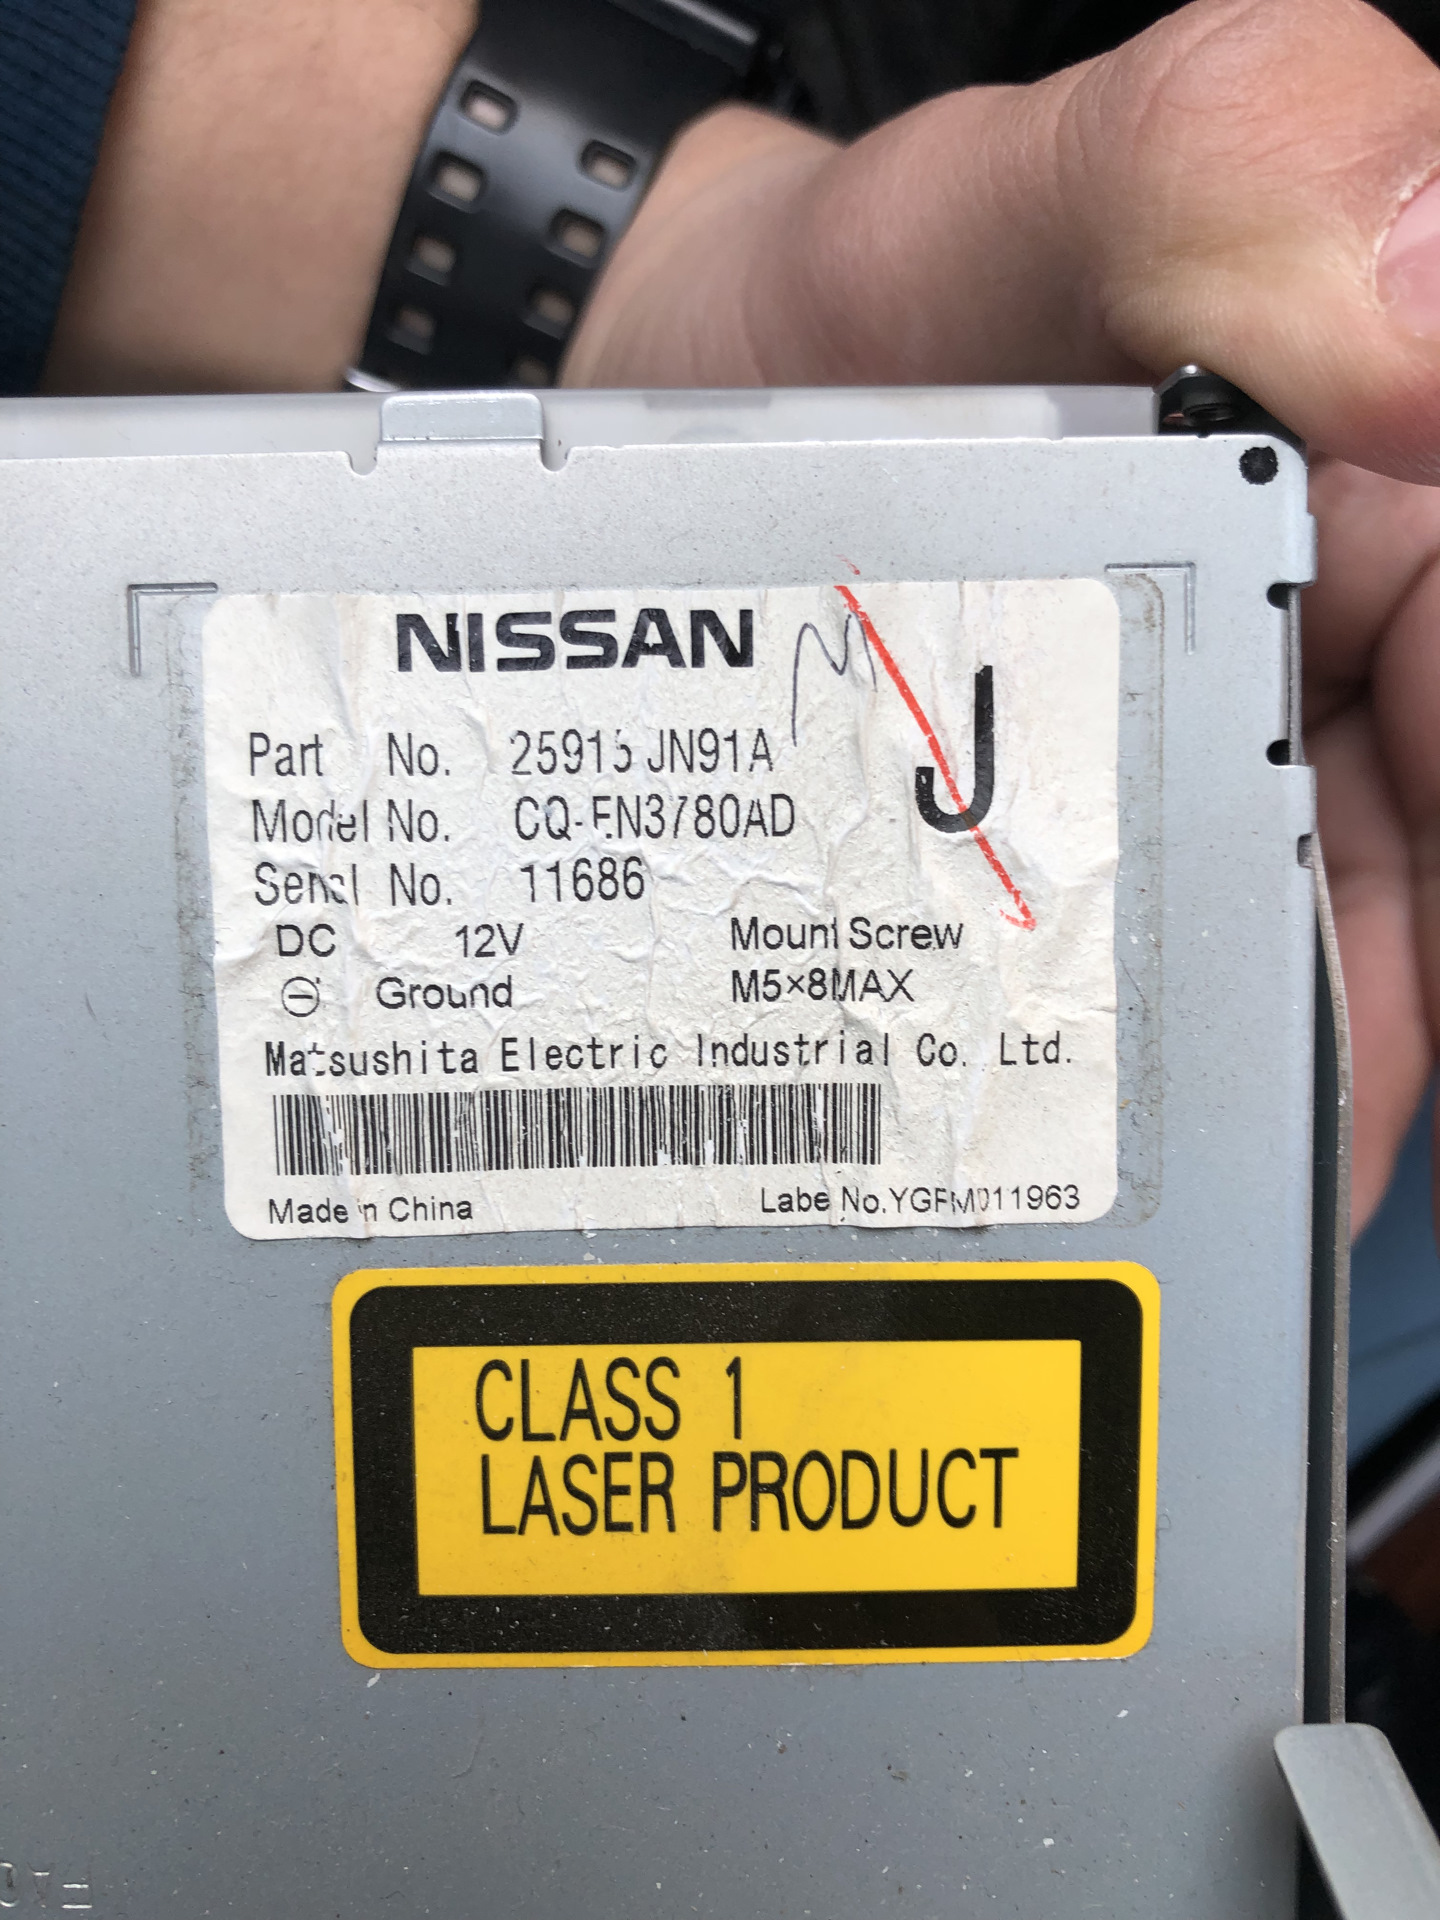 NISSAN
M
J
Part No. 25915 JN91A
Model No. CQ-EN3780AD
Serial No. 11686
DC 12V
Mount Screw
⊖ Ground
M5×8MAX
Matsushita Electric Industrial Co. Ltd.
Made in China
Label No.YGFM011963
CLASS 1
LASER PRODUCT